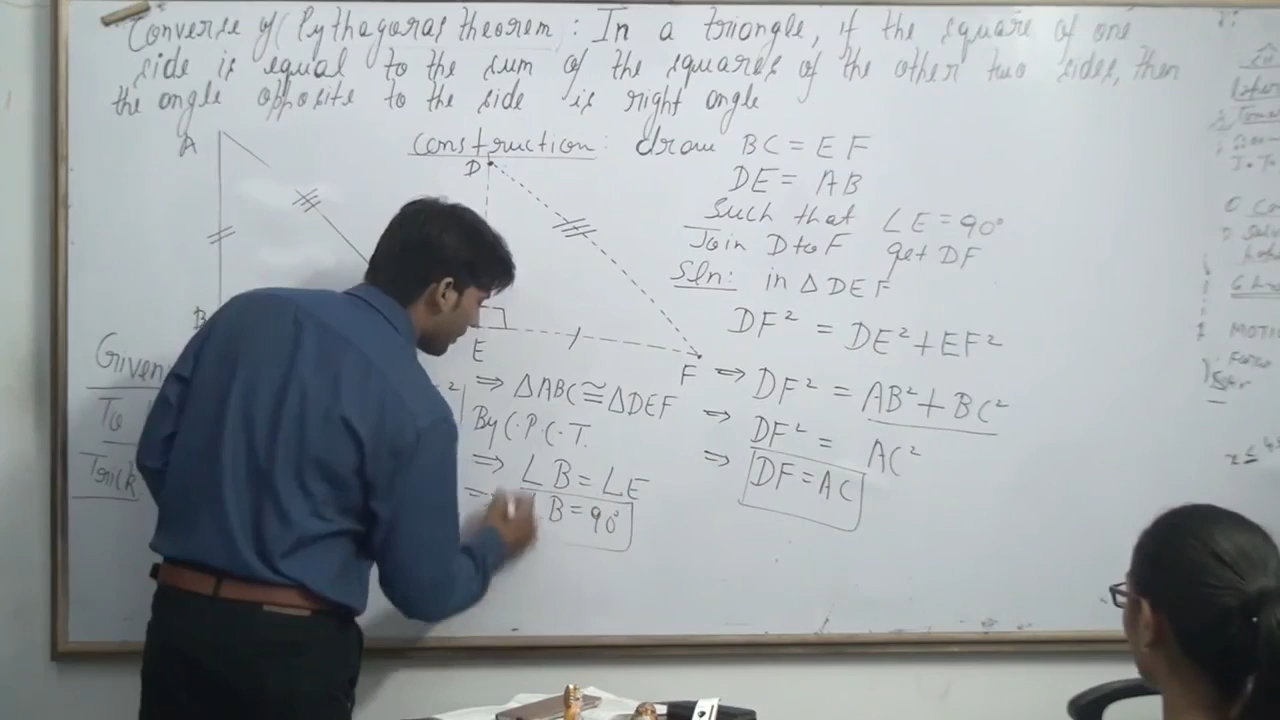 Converse of (Pythagoras theorem : In a triangle, if the square of one
side is equal to the sum of the squares of the other two sides, then
the angle opposite to the side is right angle
A
B
Construction: draw BC = EF
DE = AB
Such that ∠E = 90°
Join D to F get DF
Sln: in △DEF
DF² = DE² + EF²
⇒ DF² = AB² + BC²
⇒ DF² = AC²
⇒ DF = AC
D
E
F
Given
To
Trick
⇒ △ABC ≅ △DEF
By C.P.C.T.
⇒ ∠B = ∠E
B = 90°
MOTI
Force